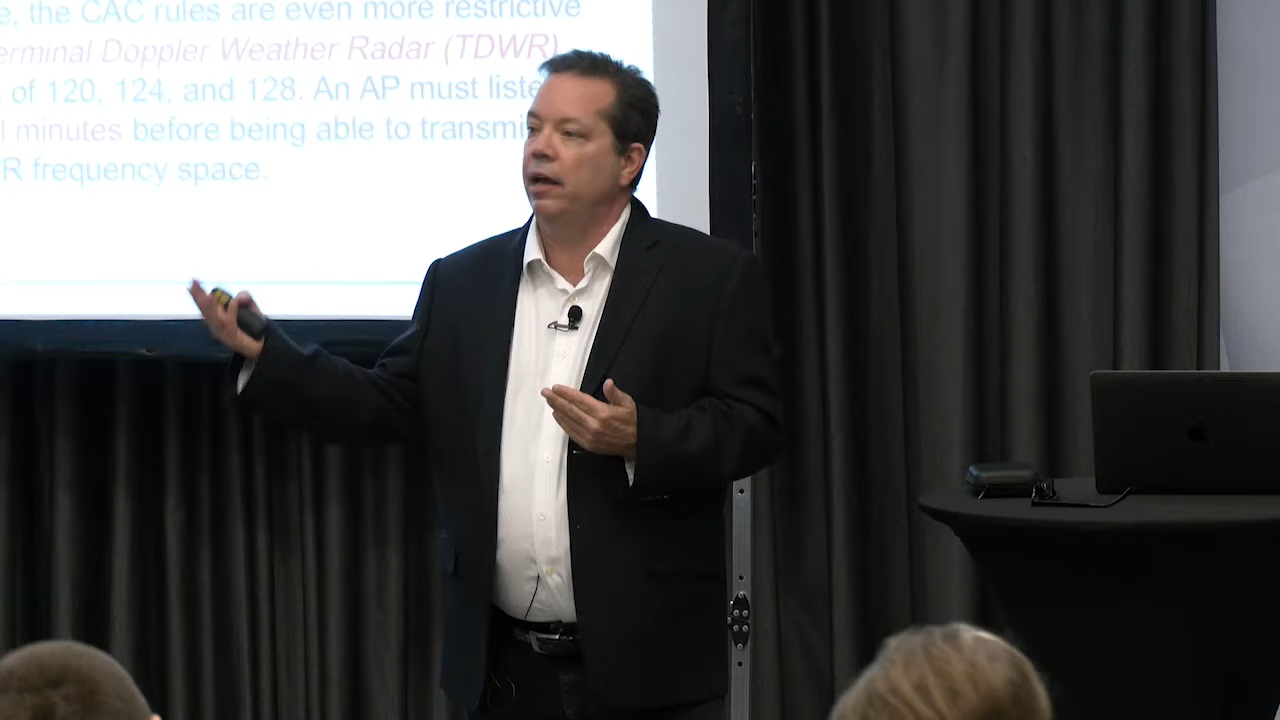 , the CAC rules are even more restrictive
erminal Doppler Weather Radar (TDWR)
of 120, 124, and 128. An AP must liste
minutes before being able to transmi
R frequency space.